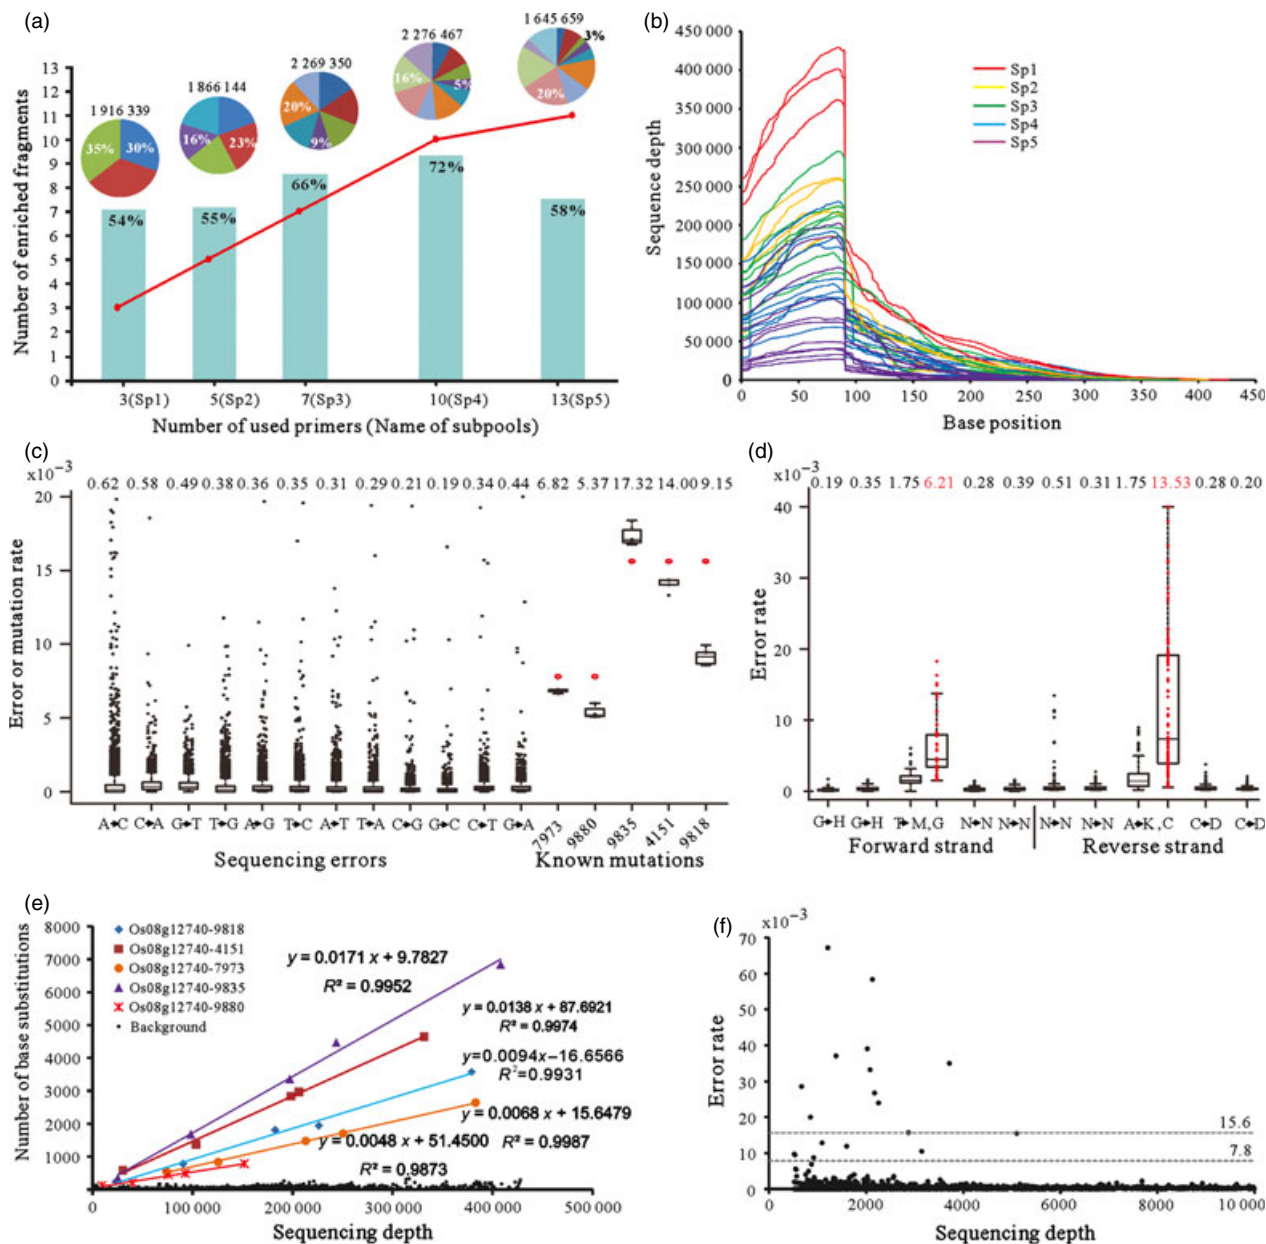 (a)
1 916 339
1 866 144
2 269 350
2 276 467
1 645 659
35%
30%
16%
23%
20%
9%
16%
5%
3%
20%
Number of enriched fragments
13
12
11
10
9
8
7
6
5
4
3
2
1
0
54%
55%
66%
72%
58%
3(Sp1)
5(Sp2)
7(Sp3)
10(Sp4)
13(Sp5)
Number of used primers (Name of subpools)
(b)
Sequence depth
450 000
400 000
350 000
300 000
250 000
200 000
150 000
100 000
50 000
0
Sp1
Sp2
Sp3
Sp4
Sp5
0 50 100 150 200 250 300 350 400 450
Base position
(c)
x10⁻³
0.62 0.58 0.49 0.38 0.36 0.35 0.31 0.29 0.21 0.19 0.34 0.44 6.82 5.37 17.32 14.00 9.15
Error or mutation rate
20
15
10
5
0
A➔C C➔A G➔T T➔G A➔G T➔C A➔T T➔A C➔G G➔C C➔T G➔A
7973
9880
9835
4151
9818
Sequencing errors
Known mutations
(d)
x10⁻³
0.19 0.35 1.75 6.21 0.28 0.39 0.51 0.31 1.75 13.53 0.28 0.20
Error rate
40
30
20
10
0
G➔H G➔H T➔M,G N➔N N➔N N➔N N➔N A➔K,C C➔D C➔D
Forward strand
Reverse strand
(e)
Number of base substitutions
8000
7000
6000
5000
4000
3000
2000
1000
Os08g12740-9818
Os08g12740-4151
Os08g12740-7973
Os08g12740-9835
Os08g12740-9880
Background
y = 0.0171 x + 9.7827
R² = 0.9952
y = 0.0138 x + 87.6921
R² = 0.9974
y=0.0094x−16.6566
R²=0.9931
y = 0.0068 x + 15.6479
R² = 0.9987
y = 0.0048 x + 51.4500
R² = 0.9873
0 100 000 200 000 300 000 400 000 500 000
Sequencing depth
(f)
x10⁻³
Error rate
70
60
50
40
30
20
10
0
15.6
7.8
0 2000 4000 6000 8000 10 000
Sequencing depth